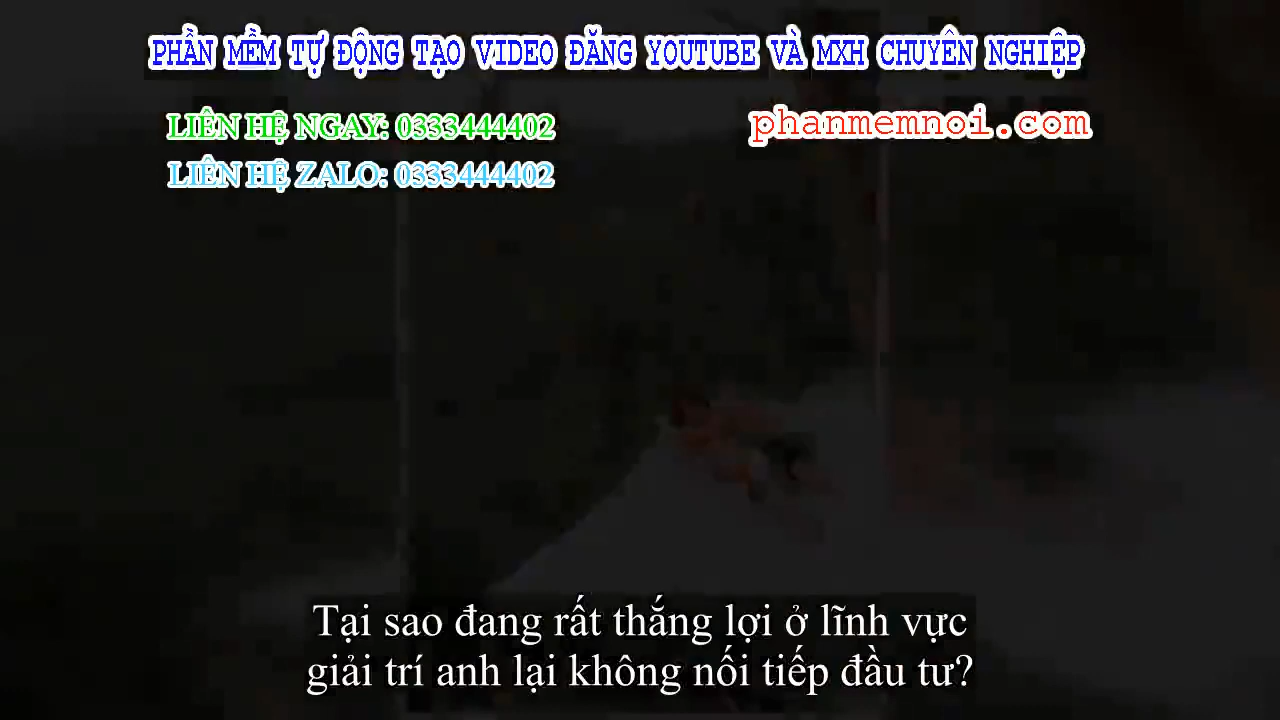 PHẦN MỀM TỰ ĐỘNG TẠO VIDEO ĐĂNG YOUTUBE VÀ MXH CHUYÊN NGHIỆP
LIÊN HỆ NGAY: 0333444402
phanmemnoi.com
LIÊN HỆ ZALO: 0333444402
Tại sao đang rất thắng lợi ở lĩnh vực
giải trí anh lại không nối tiếp đầu tư?